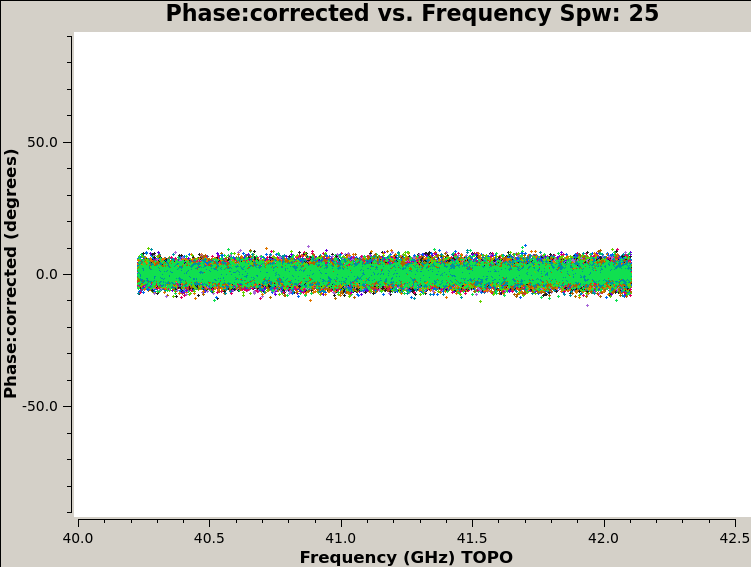 Phase:corrected vs. Frequency Spw: 25
Phase:corrected (degrees)
50.0
0.0
-50.0
40.0 40.5 41.0 41.5 42.0 42.5
Frequency (GHz) TOPO